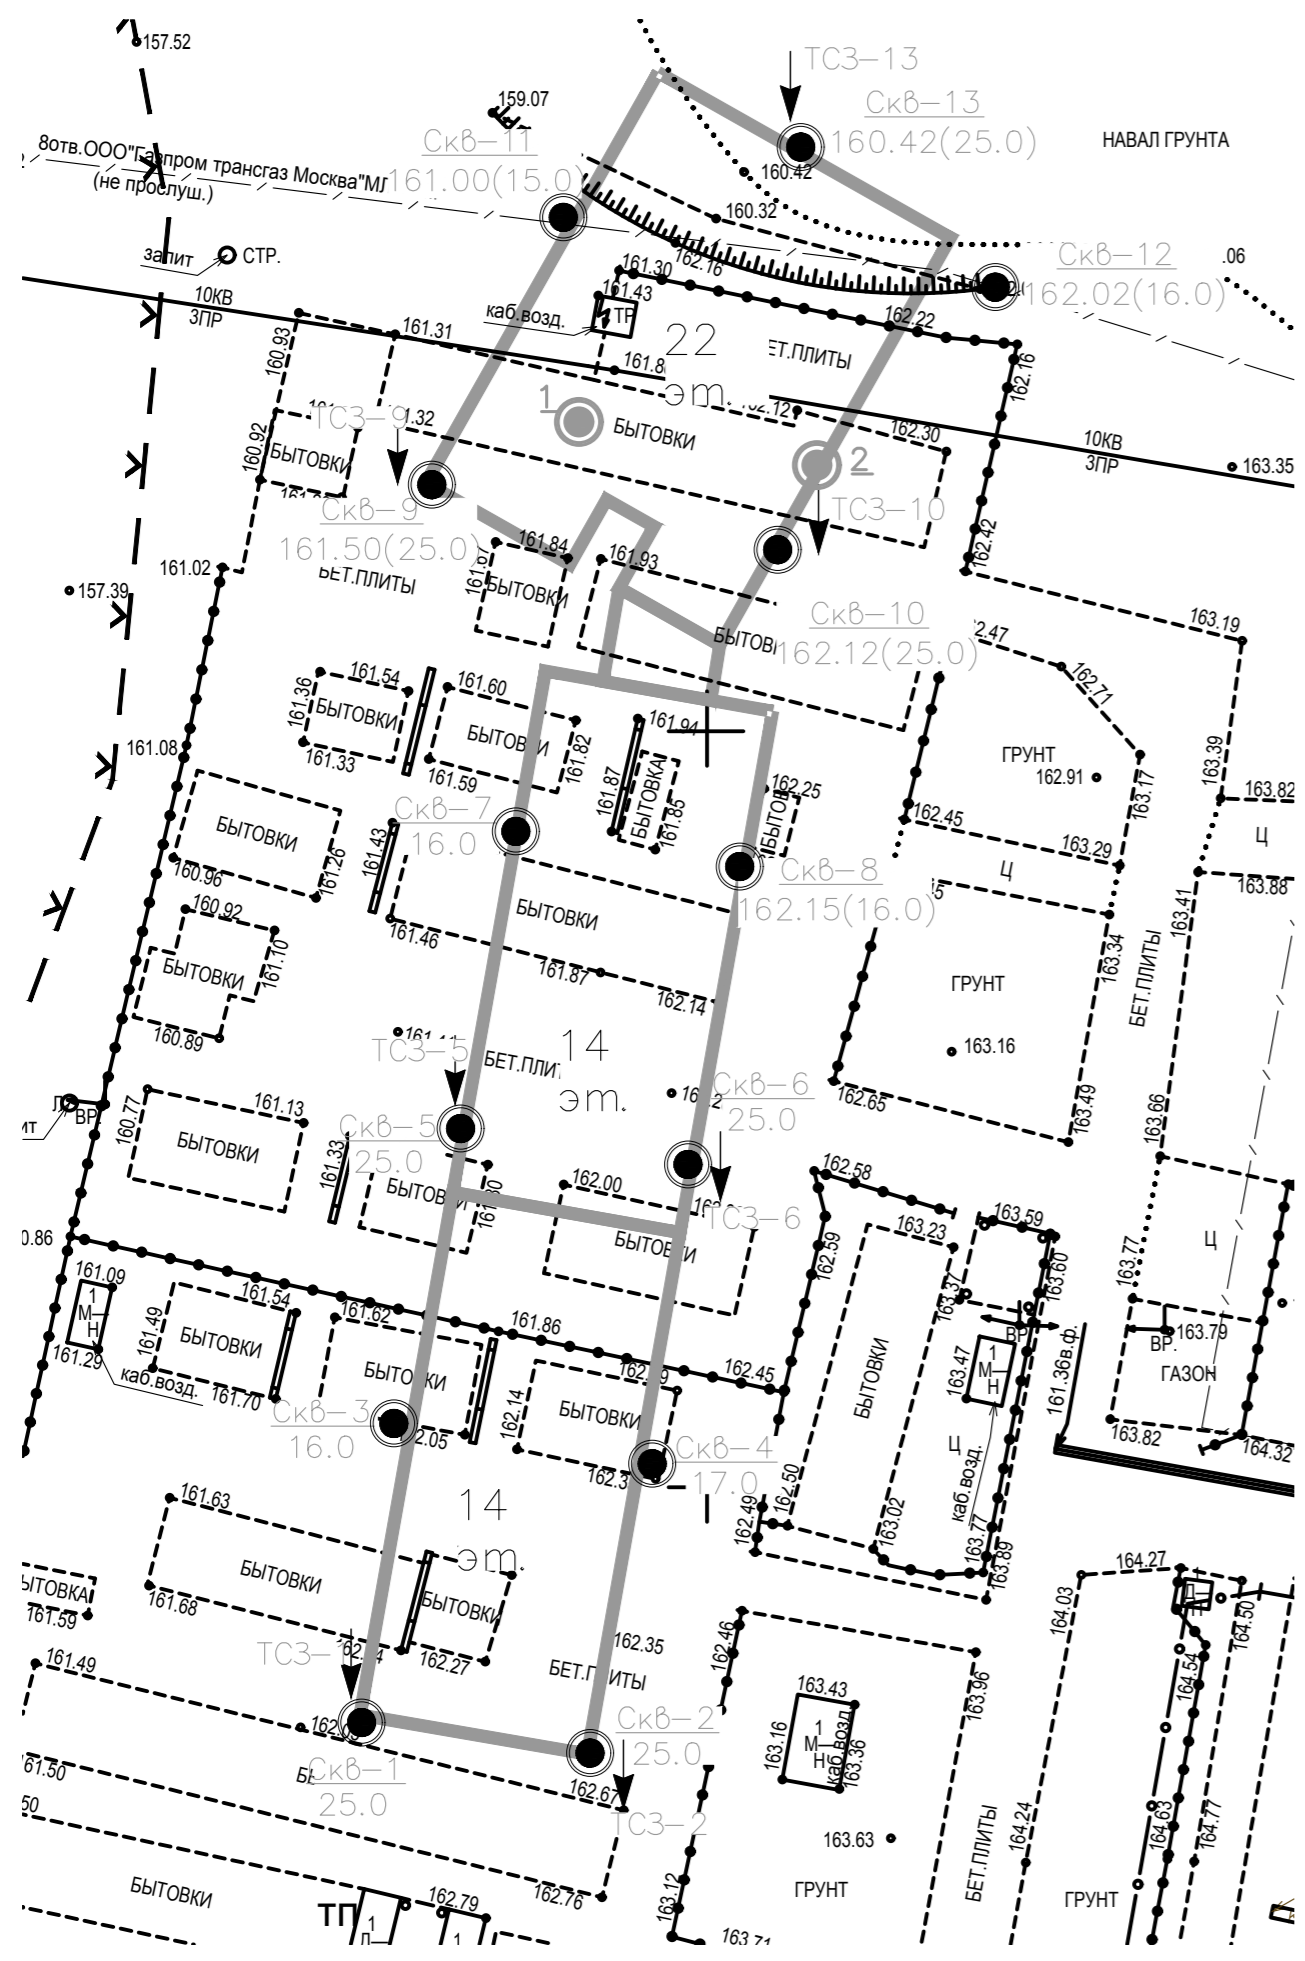 157.52
ТСЗ-13
159.07
Скв-13
160.42(25.0)
НАВАЛ ГРУНТА
8отв.ООО"Газпром трансгаз Москва"
(не прослуш.)
Скв-11
161.00(15.0)
160.42
160.32
162.16
запит
СТР.
Скв-12
162.02(16.0)
.06
10КВ
3ПР
161.30
161.43
ТР
каб.возд.
161.31
160.93
22
эт.
БЕТ.ПЛИТЫ
162.22
162.16
ТСЗ-9
1
БЫТОВКИ
162.30
10КВ
3ПР
163.35
160.92
БЫТОВКИ
2
Скв-9
161.50(25.0)
ТСЗ-10
162.42
161.84
161.93
161.02
БЕТ.ПЛИТЫ
БЫТОВКИ
157.39
Скв-10
162.12(25.0)
163.19
162.71
161.36
161.54
БЫТОВКИ
161.33
161.60
БЫТОВКИ
161.82
161.59
161.94
161.87
БЫТОВКА
161.85
162.25
161.08
ГРУНТ
162.91
163.17
163.39
163.82
Скв-7
16.0
162.45
163.29
Ц
Ц
БЫТОВКИ
161.26
160.96
161.43
Скв-8
162.15(16.0)
163.88
160.92
161.10
БЫТОВКИ
160.89
161.46
БЫТОВКИ
161.87
162.14
163.41
163.34
БЕТ.ПЛИТЫ
ГРУНТ
163.16
ТСЗ-5
14
эт.
Скв-6
25.0
162.65
163.49
163.66
ВР.
160.77
161.13
БЫТОВКИ
Скв-5
25.0
161.33
БЫТОВКИ
162.00
ТСЗ-6
БЫТОВКИ
162.58
162.59
163.23
163.59
163.60
163.37
163.77
Ц
161.09
1
М
Н
161.29
каб.возд.
161.49
161.54
БЫТОВКИ
161.70
161.62
БЫТОВКИ
161.86
162.45
ВР.
ВР.
163.79
ГАЗОН
БЫТОВКИ
163.47
1
М
Н
161.36в.ф.
163.82
164.32
Скв-3
16.0
162.14
БЫТОВКИ
Скв-4
17.0
Ц
каб.возд.
162.50
162.49
163.02
163.77
163.89
14
эт.
161.63
БЫТОВКИ
161.68
161.59
БЫТОВКИ
162.27
164.27
164.03
164.50
ТСЗ-1
161.49
162.35
БЕТ.ПЛИТЫ
162.46
163.96
164.54
Скв-2
25.0
163.43
163.16
1
М
Н
каб.возд.
163.36
Скв-1
25.0
162.67
ТСЗ-2
163.63
164.24
164.63
164.77
БЕТ.ПЛИТЫ
БЫТОВКИ
162.79
162.76
ТП
1
1
163.12
ГРУНТ
ГРУНТ
163.71